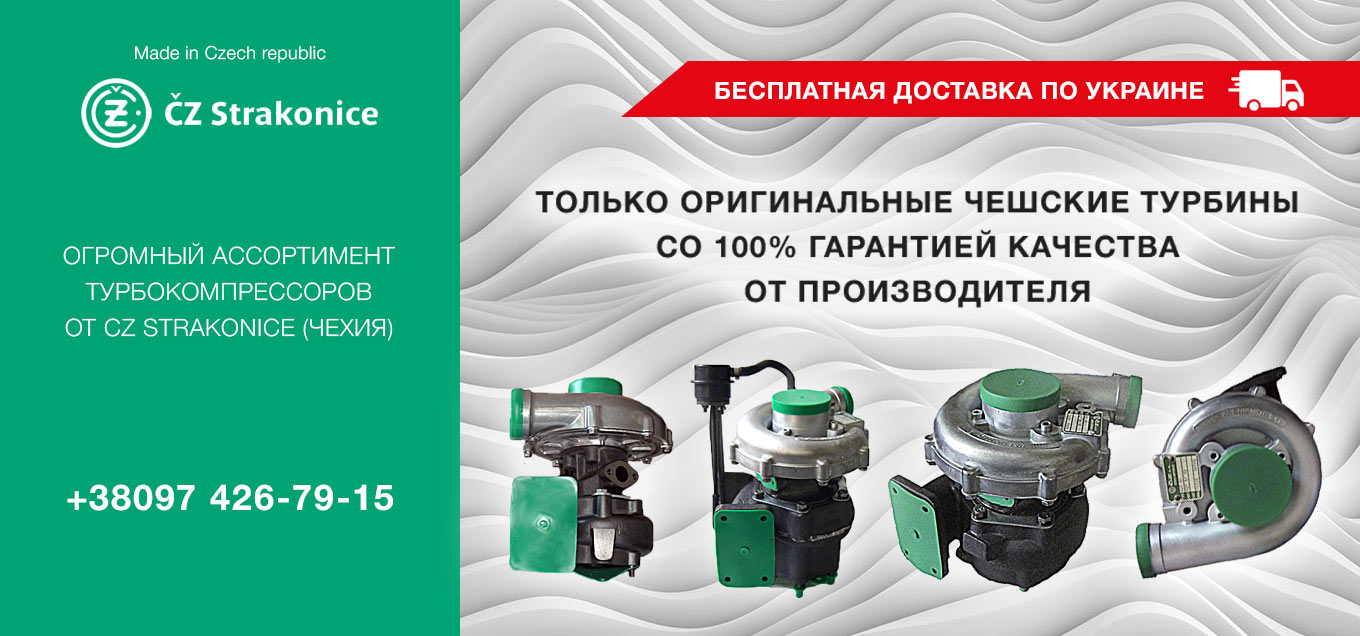 Made in Czech republic
ČZ Strakonice
ОГРОМНЫЙ АССОРТИМЕНТ
ТУРБОКОМПРЕССОРОВ
ОТ CZ STRAKONICE (ЧЕХИЯ)
+38097 426-79-15
БЕСПЛАТНАЯ ДОСТАВКА ПО УКРАИНЕ
ТОЛЬКО ОРИГИНАЛЬНЫЕ ЧЕШСКИЕ ТУРБИНЫ
СО 100% ГАРАНТИЕЙ КАЧЕСТВА
ОТ ПРОИЗВОДИТЕЛЯ